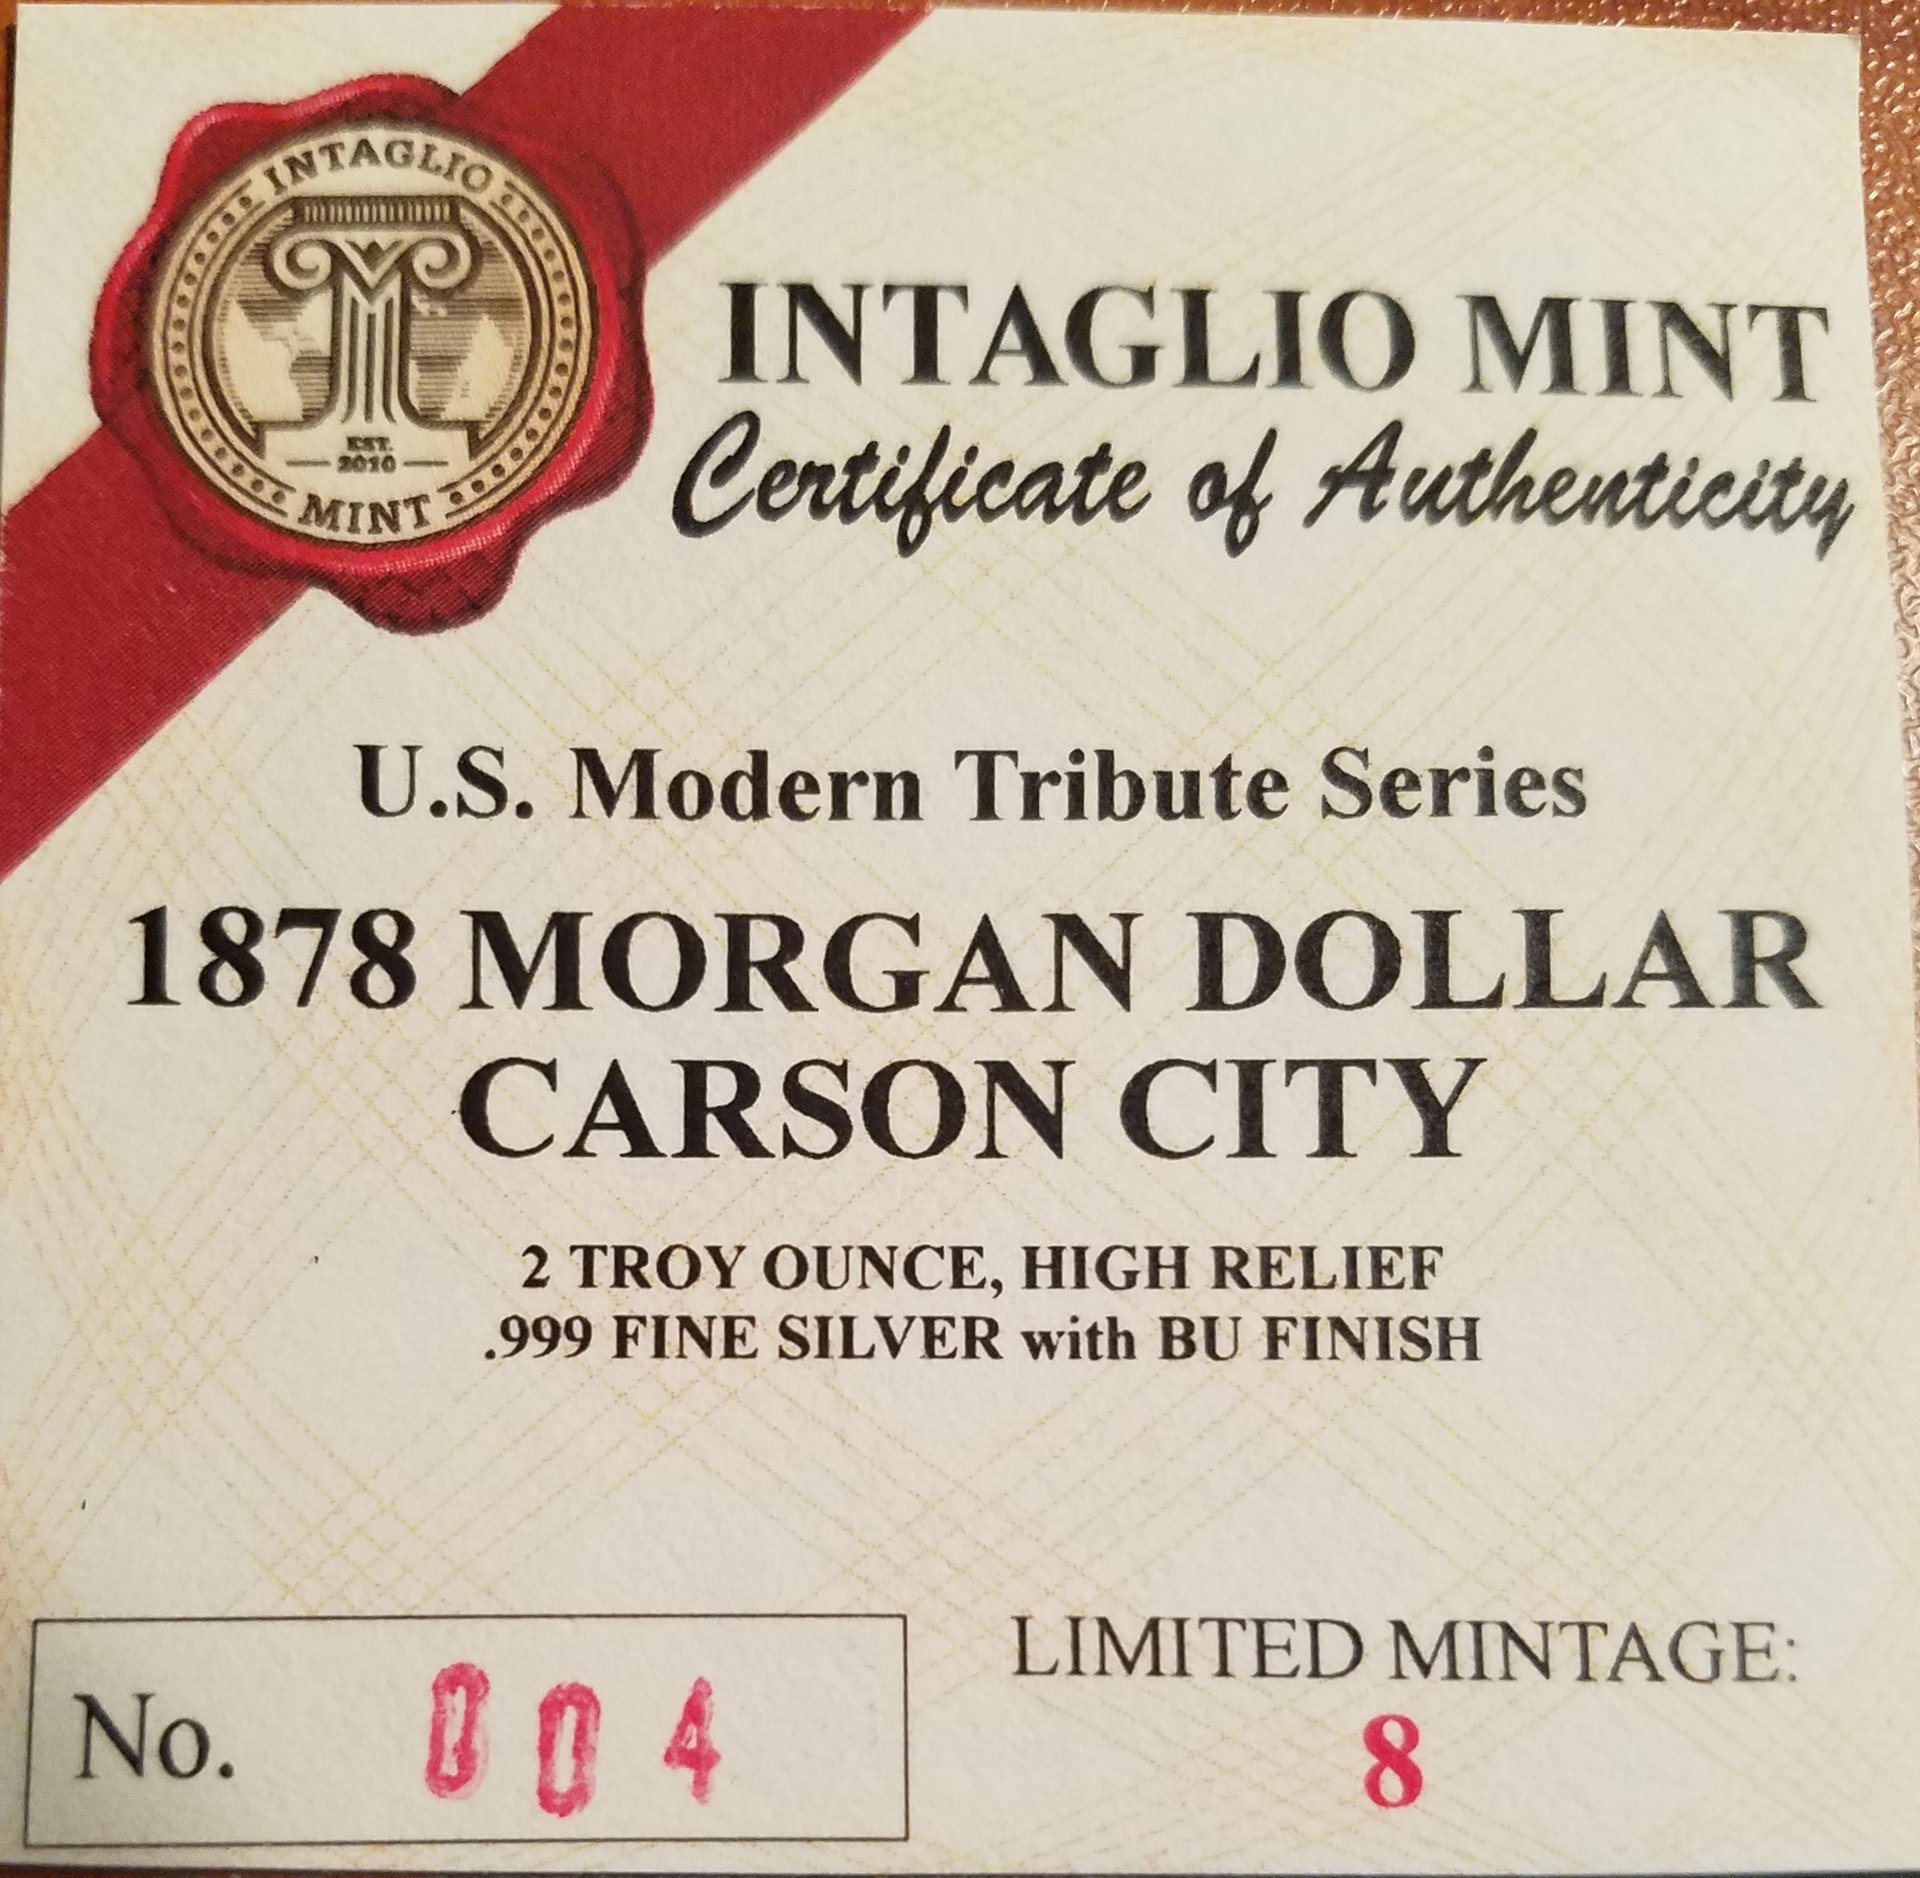 INTAGLIO
EST.
2010
MINT
INTAGLIO MINT
Certificate of Authenticity
U.S. Modern Tribute Series
1878 MORGAN DOLLAR
CARSON CITY
2 TROY OUNCE, HIGH RELIEF
.999 FINE SILVER with BU FINISH
No. 004
LIMITED MINTAGE:
8